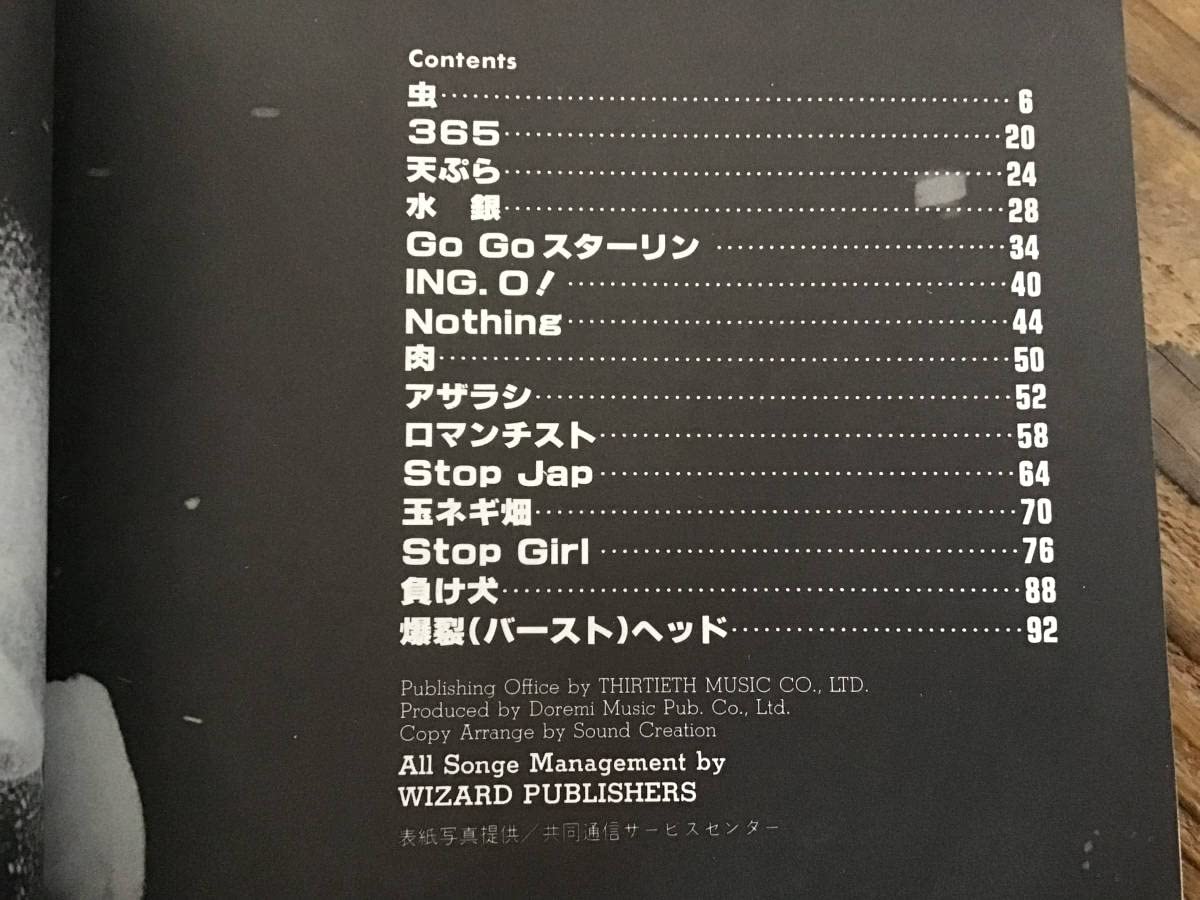 Contents
虫 6
365 20
天ぷら 24
水 銀 28
Go Goスターリン 34
ING. O! 40
Nothing 44
肉 50
アザラシ 52
ロマンチスト 58
Stop Jap 64
玉ネギ畑 70
Stop Girl 76
負け犬 88
爆裂(バースト)ヘッド 92
Publishing Office by THIRTIETH MUSIC CO., LTD.
Produced by Doremi Music Pub. Co., Ltd.
Copy Arrange by Sound Creation
All Songe Management by
WIZARD PUBLISHERS
表紙写真提供/共同通信サービスセンター